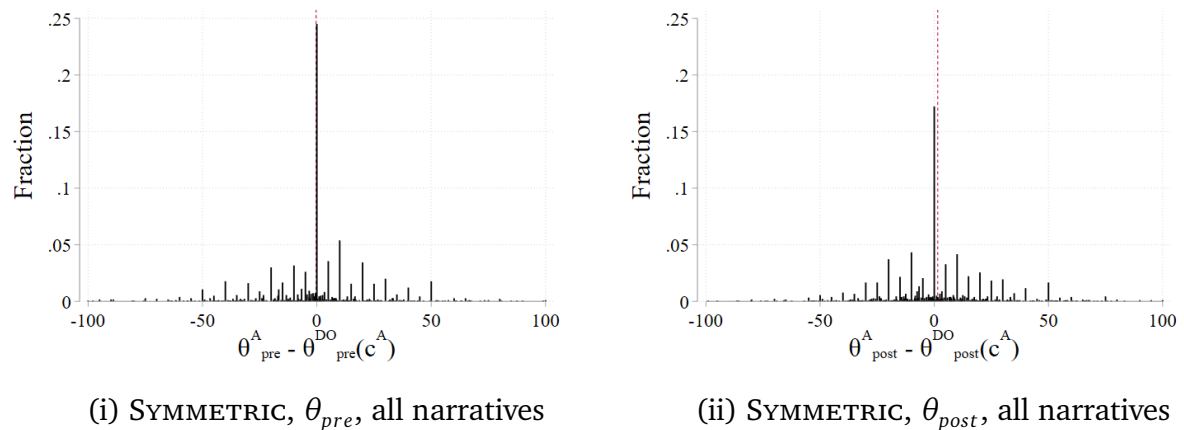 .25
.2
.15
.1
.05
0
Fraction
-100 -50 0 50 100
θ^A_pre - θ^DO_pre(c^A)
(i) SYMMETRIC, θ_pre, all narratives
.25
.2
.15
.1
.05
0
Fraction
-100 -50 0 50 100
θ^A_post - θ^DO_post(c^A)
(ii) SYMMETRIC, θ_post, all narratives